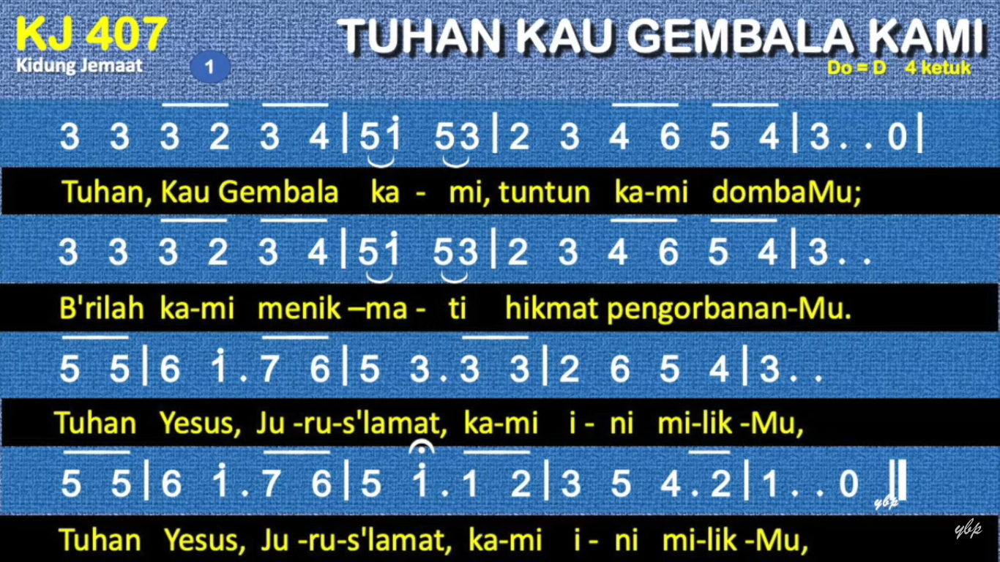 KJ 407
TUHAN KAU GEMBALA KAMI
Kidung Jemaat
1
Do = D 4 ketuk
3 3 3 2 3 4 | 5 1̇ 5 3 | 2 3 4 6 5 4 | 3 . . 0 |
Tuhan, Kau Gembala ka - mi, tuntun ka-mi dombaMu;
3 3 3 2 3 4 | 5 1̇ 5 3 | 2 3 4 6 5 4 | 3 . .
B'rilah ka-mi menik –ma - ti hikmat pengorbanan-Mu.
5 5 | 6 1̇ . 7 6 | 5 3 . 3 3 | 2 6 5 4 | 3 . .
Tuhan Yesus, Ju -ru-s'lamat, ka-mi i - ni mi-lik -Mu,
5 5 | 6 1̇ . 7 6 | 5 1̇ . 1 2 | 3 5 4 . 2 | 1 . . 0
ybp
Tuhan Yesus, Ju -ru-s'lamat, ka-mi i - ni mi-lik -Mu,
ybp